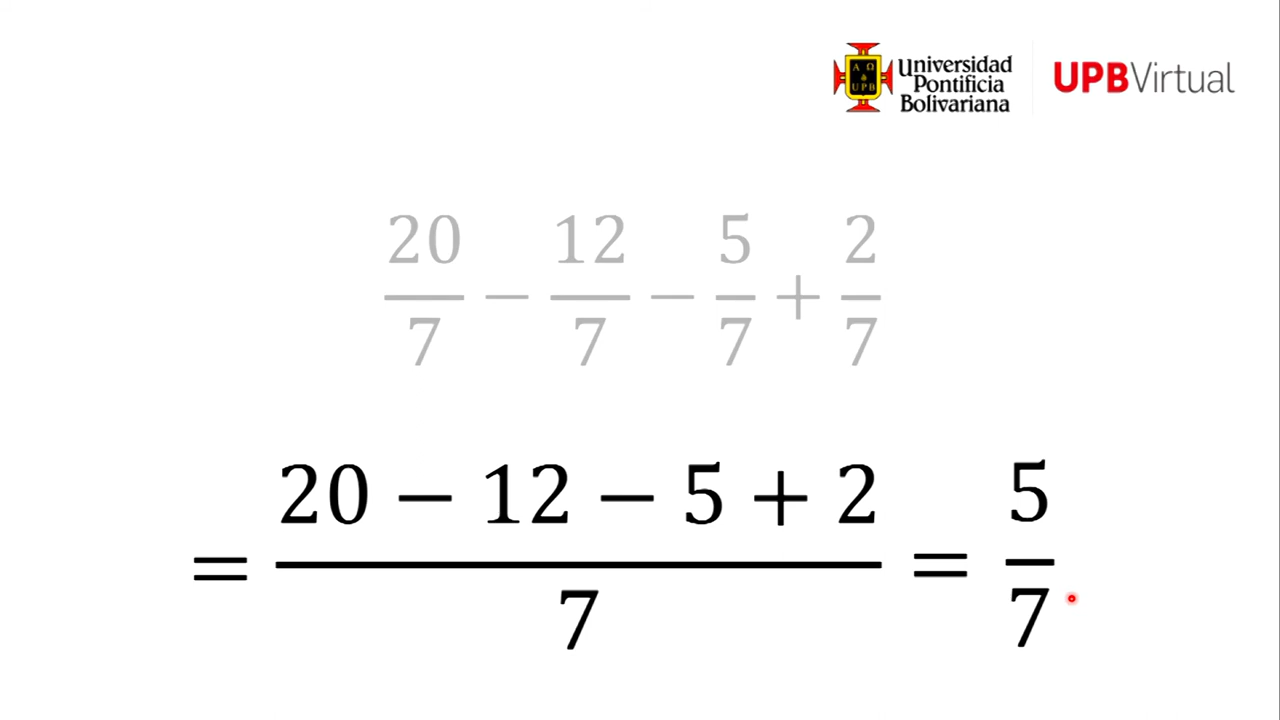 Universidad
Pontificia
Bolivariana
UPBVirtual
Α Ω
UPB
20/7 − 12/7 − 5/7 + 2/7
= (20 − 12 − 5 + 2)/7 = 5/7